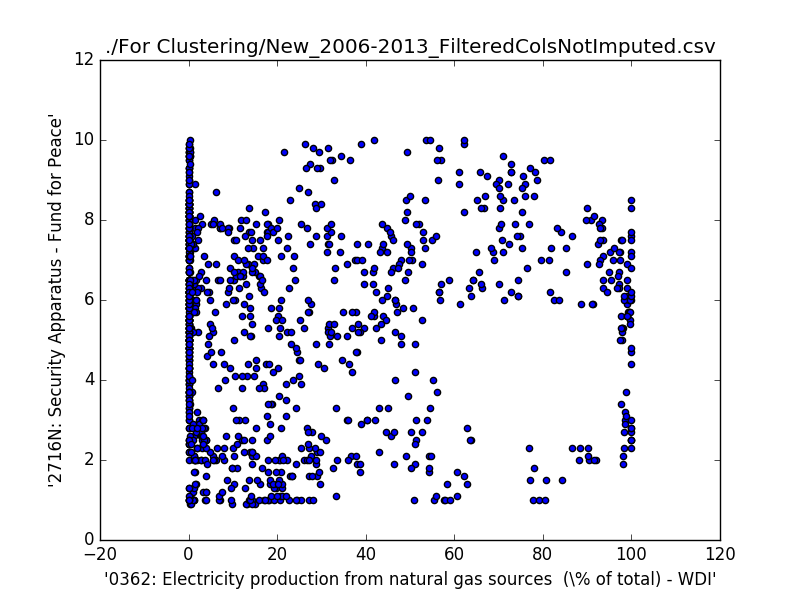 ./For Clustering/New_2006-2013_FilteredColsNotImputed.csv
12
10
8
6
4
2
0
'2716N: Security Apparatus - Fund for Peace'
−20 0 20 40 60 80 100 120
'0362: Electricity production from natural gas sources  (\% of total) - WDI'